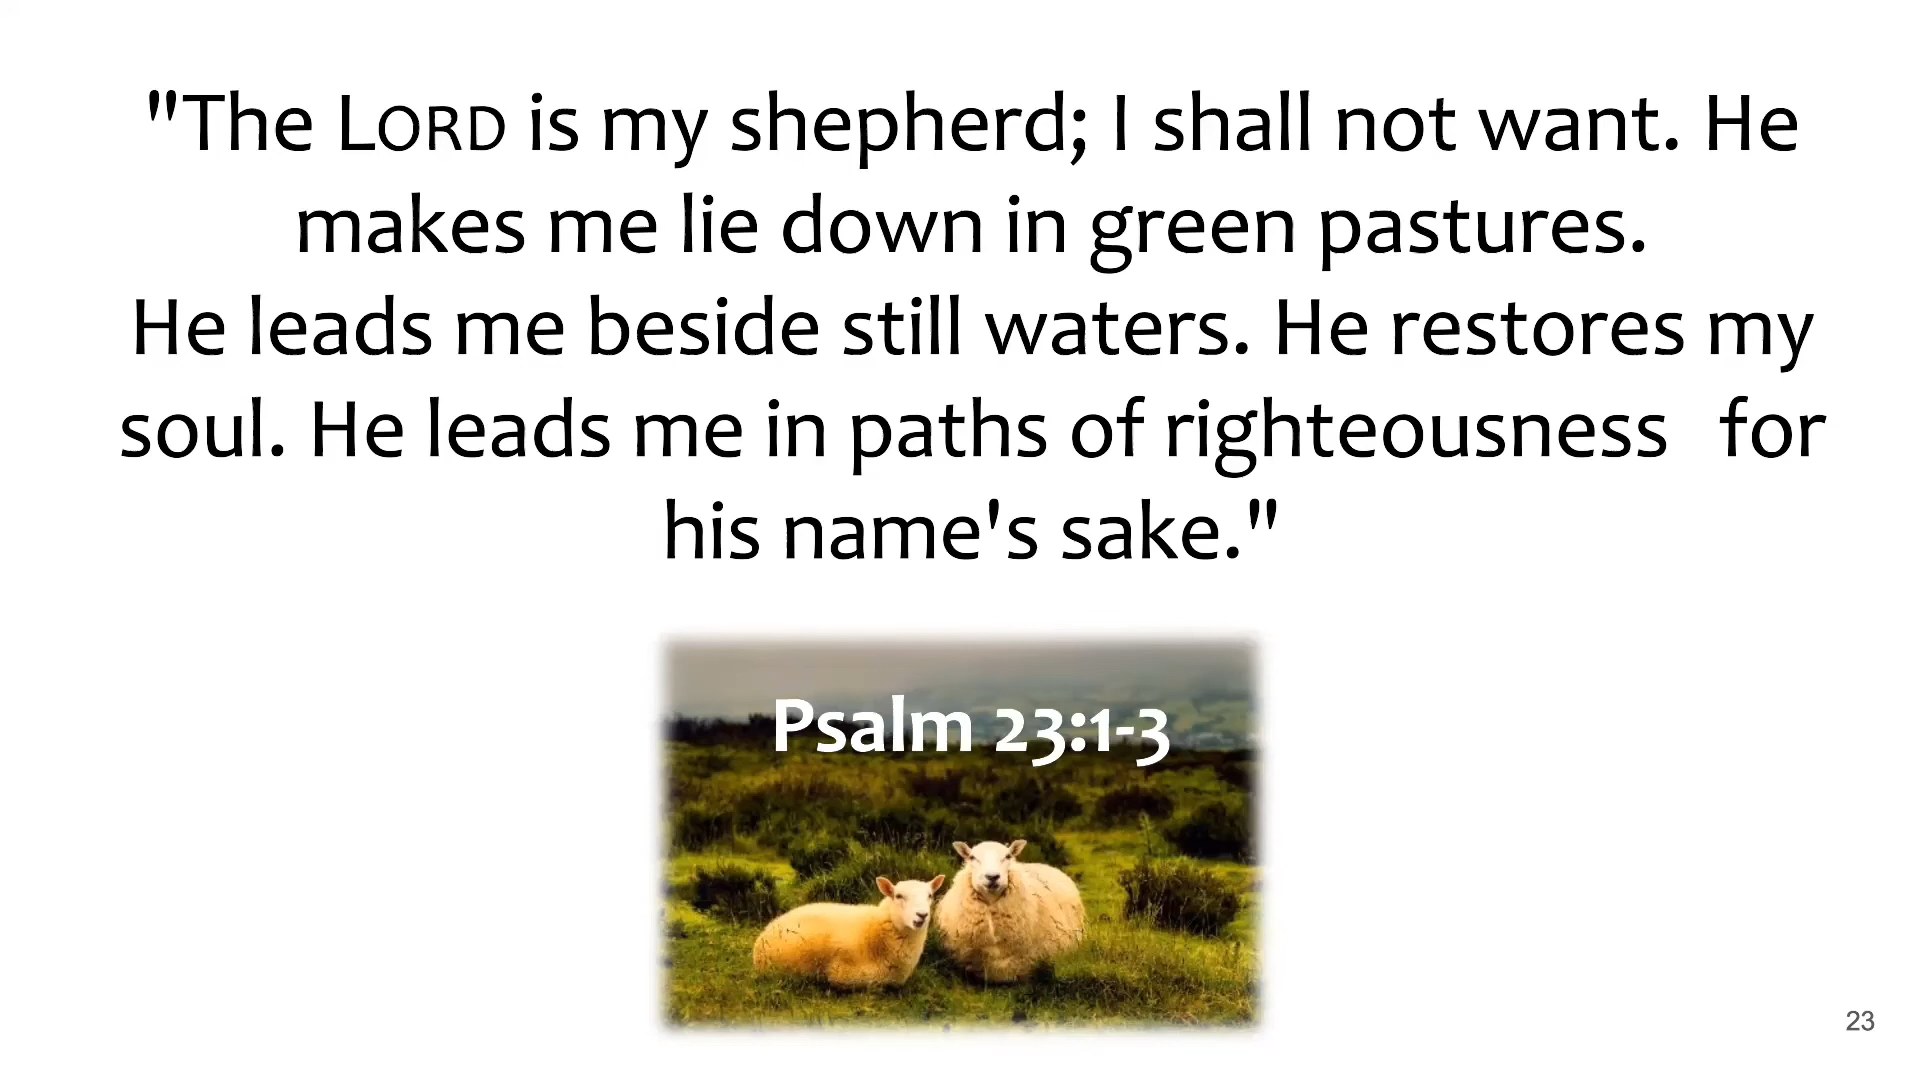 "The LORD is my shepherd; I shall not want. He
makes me lie down in green pastures.
He leads me beside still waters. He restores my
soul. He leads me in paths of righteousness for
his name's sake."
Psalm 23:1-3
23